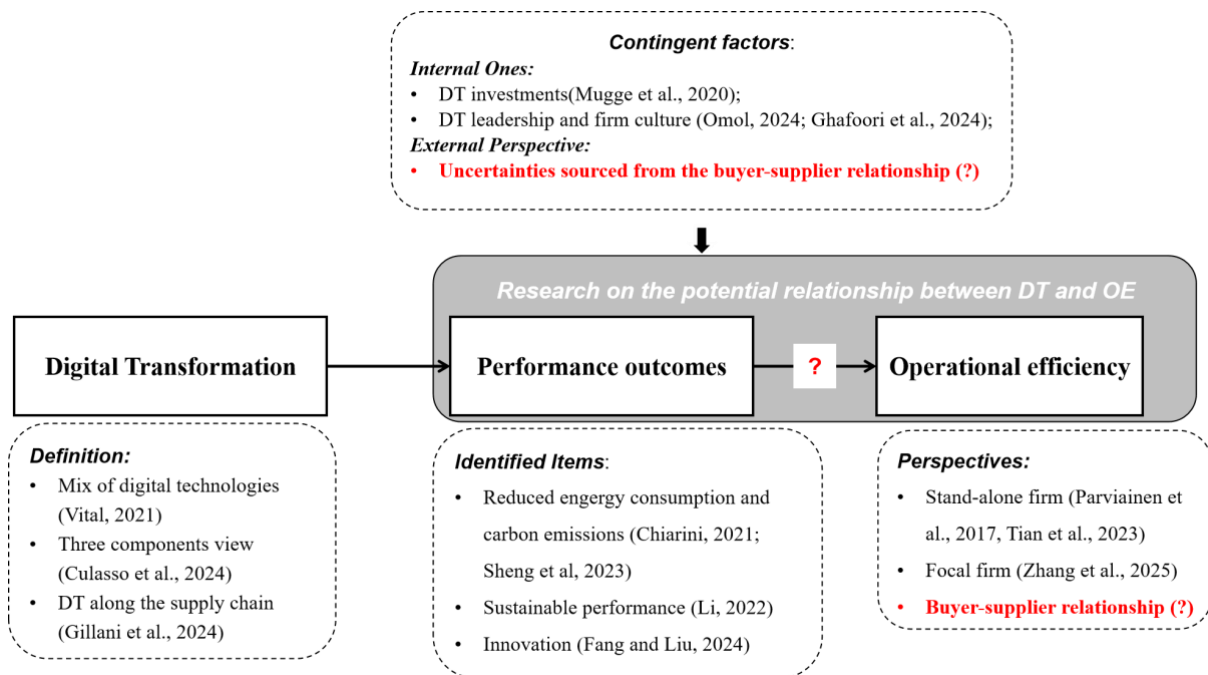 Contingent factors:
Internal Ones:
• DT investments(Mugge et al., 2020);
• DT leadership and firm culture (Omol, 2024; Ghafoori et al., 2024);
External Perspective:
• Uncertainties sourced from the buyer-supplier relationship (?)
Research on the potential relationship between DT and OE
Digital Transformation
Performance outcomes
?
Operational efficiency
Definition:
• Mix of digital technologies
(Vital, 2021)
• Three components view
(Culasso et al., 2024)
• DT along the supply chain
(Gillani et al., 2024)
Identified Items:
• Reduced engergy consumption and
carbon emissions (Chiarini, 2021;
Sheng et al, 2023)
• Sustainable performance (Li, 2022)
• Innovation (Fang and Liu, 2024)
Perspectives:
• Stand-alone firm (Parviainen et
al., 2017, Tian et al., 2023)
• Focal firm (Zhang et al., 2025)
• Buyer-supplier relationship (?)